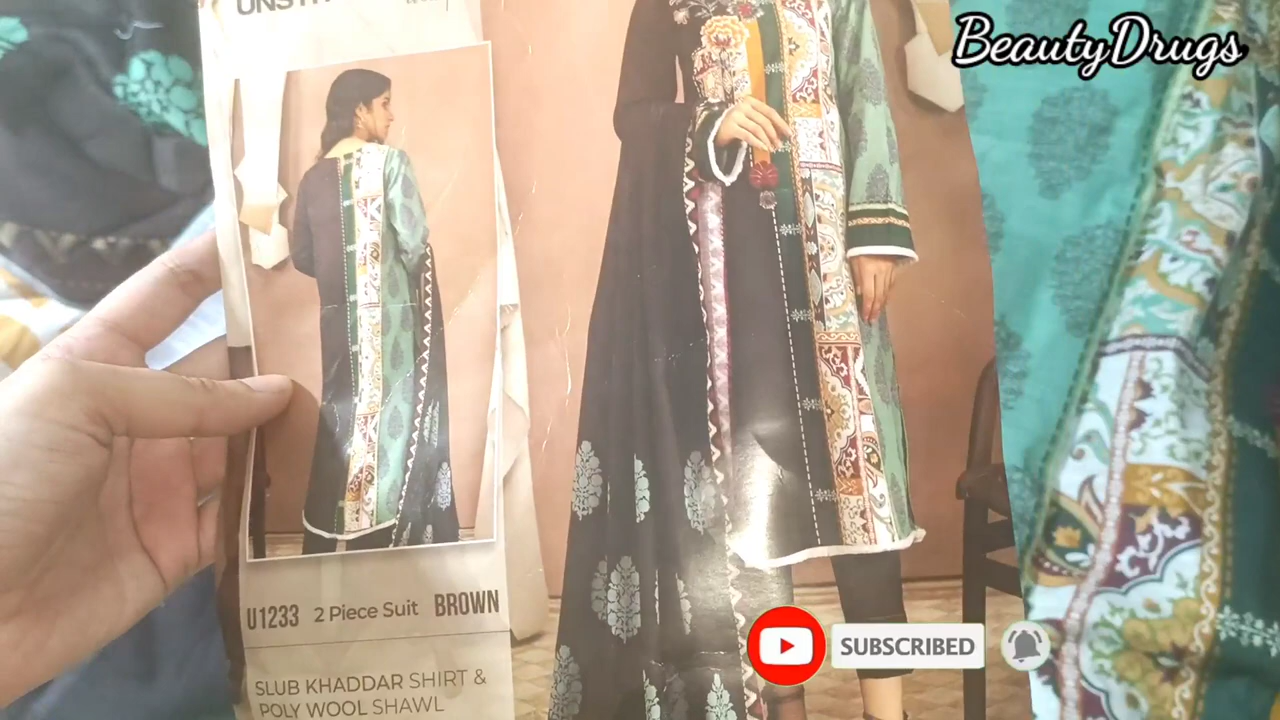 BeautyDrugs
U1233 2 Piece Suit BROWN
SLUB KHADDAR SHIRT &
POLY WOOL SHAWL
SUBSCRIBED